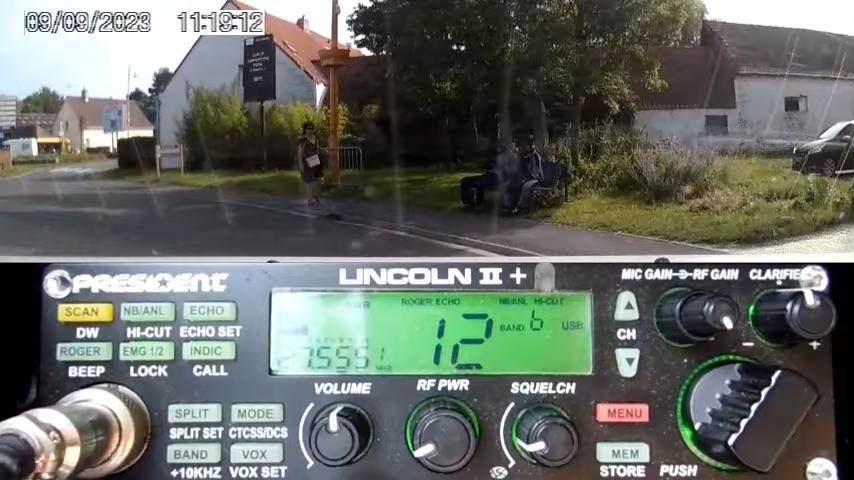 09/09/2023 11:19:12
PRESIDENT LINCOLN II + MIC GAIN RF GAIN CLARIFIER
SCAN NB/ANL ECHO
DW HI-CUT ECHO SET
ROGER EMG 1/2 INDIC
BEEP LOCK CALL
PWR ROGER ECHO NB/ANL HI-CUT
12 BAND b USB
27.555
CH
VOLUME RF PWR SQUELCH
SPLIT MODE MENU
SPLIT SET CTCSS/DCS
BAND VOX MEM
+10KHZ VOX SET STORE PUSH